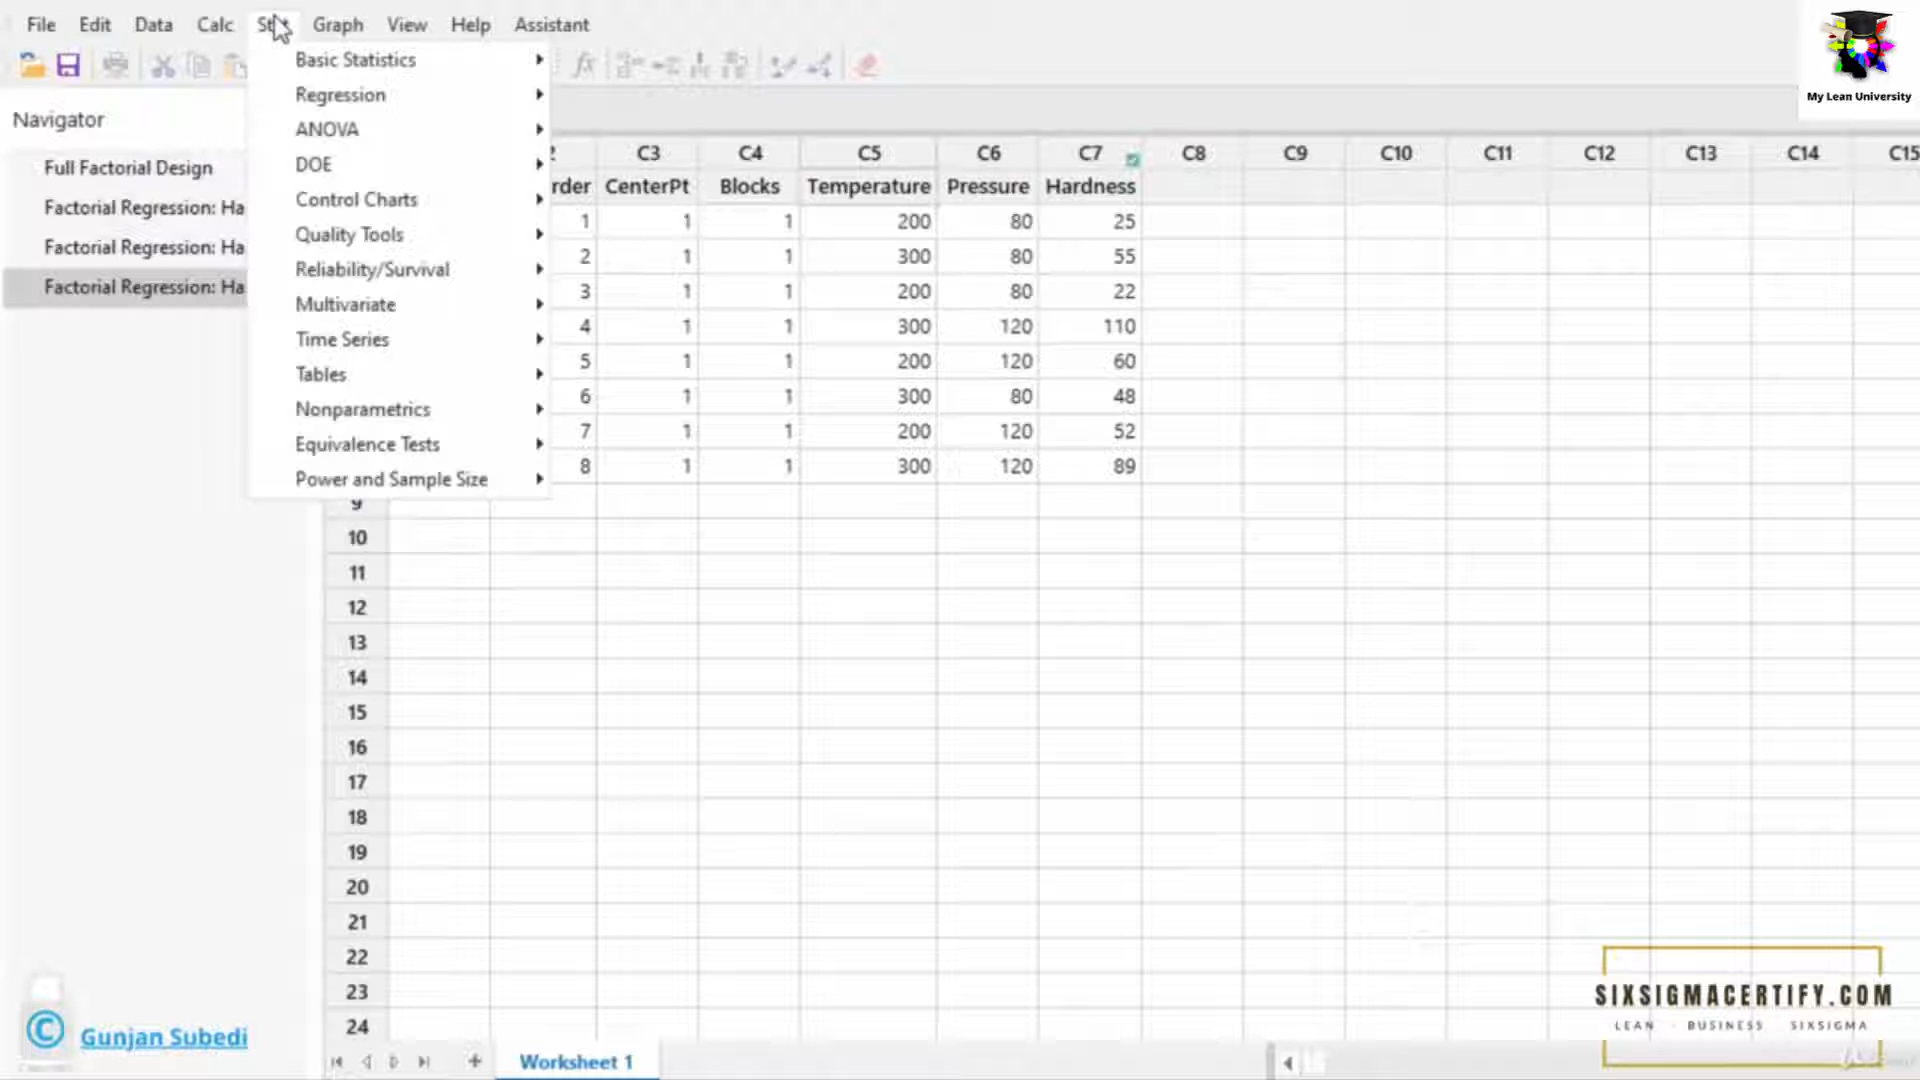 File Edit Data Calc Stat Graph View Help Assistant
My Lean University
Navigator
Full Factorial Design
Factorial Regression: Ha
Factorial Regression: Ha
Factorial Regression: Ha
Basic Statistics
Regression
ANOVA
DOE
Control Charts
Quality Tools
Reliability/Survival
Multivariate
Time Series
Tables
Nonparametrics
Equivalence Tests
Power and Sample Size
C3 C4 C5 C6 C7 C8 C9 C10 C11 C12 C13 C14 C15
rder CenterPt Blocks Temperature Pressure Hardness
1 1 1 200 80 25
2 1 1 300 80 55
3 1 1 200 80 22
4 1 1 300 120 110
5 1 1 200 120 60
6 1 1 300 80 48
7 1 1 200 120 52
8 1 1 300 120 89
9
10
11
12
13
14
15
16
17
18
19
20
21
22
23
24
© Gunjan Subedi
Worksheet 1
SIXSIGMACERTIFY.COM
LEAN · BUSINESS SIXSIGMA